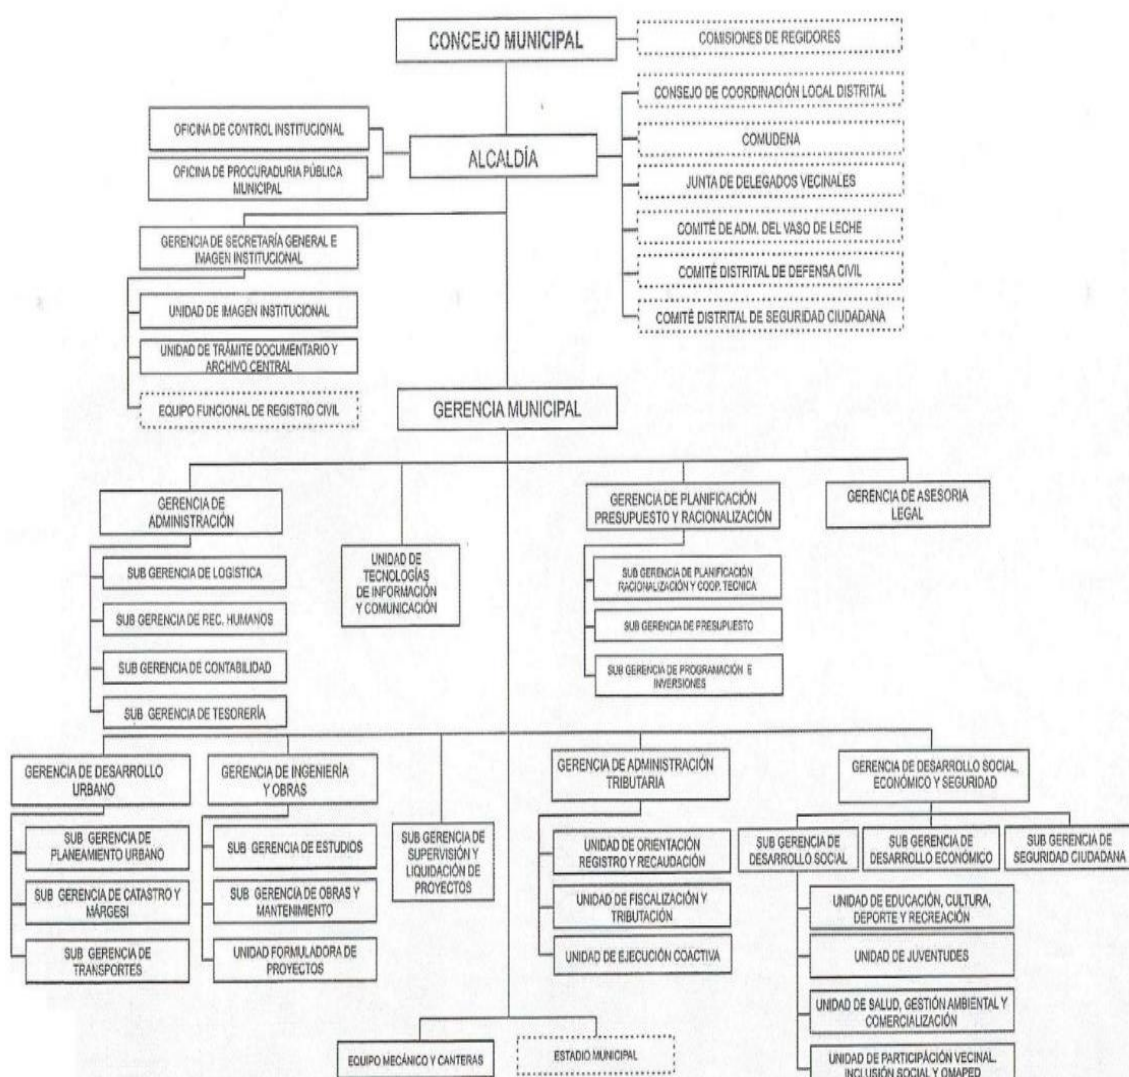 CONCEJO MUNICIPAL
COMISIONES DE REGIDORES
CONSEJO DE COORDINACIÓN LOCAL DISTRITAL
OFICINA DE CONTROL INSTITUCIONAL
COMUDENA
ALCALDÍA
OFICINA DE PROCURADURIA PÚBLICA
MUNICIPAL
JUNTA DE DELEGADOS VECINALES
COMITÉ DE ADM. DEL VASO DE LECHE
GERENCIA DE SECRETARÍA GENERAL E
IMAGEN INSTITUCIONAL
COMITÉ DISTRITAL DE DEFENSA CIVIL
UNIDAD DE IMAGEN INSTITUCIONAL
COMITÉ DISTRITAL DE SEGURIDAD CIUDADANA
UNIDAD DE TRÁMITE DOCUMENTARIO Y
ARCHIVO CENTRAL
EQUIPO FUNCIONAL DE REGISTRO CIVIL
GERENCIA MUNICIPAL
GERENCIA DE
ADMINISTRACIÓN
SUB GERENCIA DE LOGÍSTICA
SUB GERENCIA DE REC. HUMANOS
SUB GERENCIA DE CONTABILIDAD
SUB GERENCIA DE TESORERÍA
UNIDAD DE
TECNOLOGÍAS
DE INFORMACIÓN
Y COMUNICACIÓN
GERENCIA DE PLANIFICACIÓN
PRESUPUESTO Y RACIONALIZACIÓN
SUB GERENCIA DE PLANIFICACIÓN
RACIONALIZACIÓN Y COOP. TECNICA
SUB GERENCIA DE PRESUPUESTO
SUB GERENCIA DE PROGRAMACIÓN E
INVERSIONES
GERENCIA DE ASESORIA
LEGAL
GERENCIA DE DESARROLLO
URBANO
SUB GERENCIA DE
PLANEAMIENTO URBANO
SUB GERENCIA DE CATASTRO Y
MÁRGESI
SUB GERENCIA DE
TRANSPORTES
GERENCIA DE INGENIERÍA
Y OBRAS
SUB GERENCIA DE ESTUDIOS
SUB GERENCIA DE OBRAS Y
MANTENIMIENTO
UNIDAD FORMULADORA DE
PROYECTOS
SUB GERENCIA DE
SUPERVISIÓN Y
LIQUIDACIÓN DE
PROYECTOS
GERENCIA DE ADMINISTRACIÓN
TRIBUTARIA
UNIDAD DE ORIENTACIÓN
REGISTRO Y RECAUDACIÓN
UNIDAD DE FISCALIZACIÓN Y
TRIBUTACIÓN
UNIDAD DE EJECUCIÓN COACTIVA
GERENCIA DE DESARROLLO SOCIAL,
ECONÓMICO Y SEGURIDAD
SUB GERENCIA DE
DESARROLLO SOCIAL
SUB GERENCIA DE
DESARROLLO ECONÓMICO
SUB GERENCIA DE
SEGURIDAD CIUDADANA
UNIDAD DE EDUCACIÓN, CULTURA,
DEPORTE Y RECREACIÓN
UNIDAD DE JUVENTUDES
UNIDAD DE SALUD, GESTIÓN AMBIENTAL Y
COMERCIALIZACIÓN
UNIDAD DE PARTICIPACIÓN VECINAL,
INCLUSIÓN SOCIAL Y OMAPED
EQUIPO MECÁNICO Y CANTERAS
ESTADIO MUNICIPAL